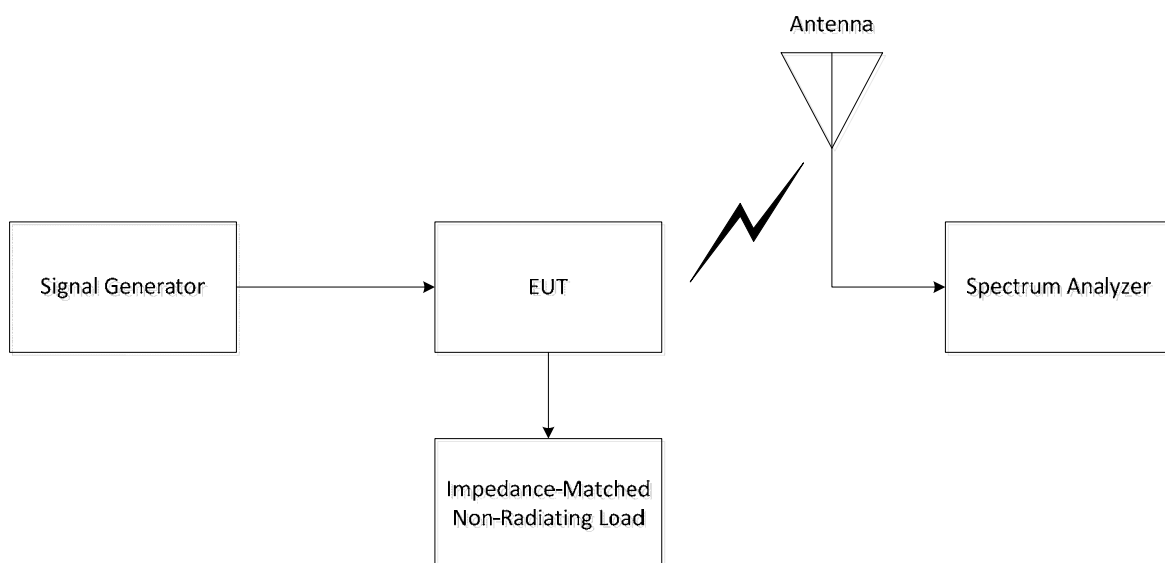 Antenna
Signal Generator
EUT
Spectrum Analyzer
Impedance-Matched
Non-Radiating Load